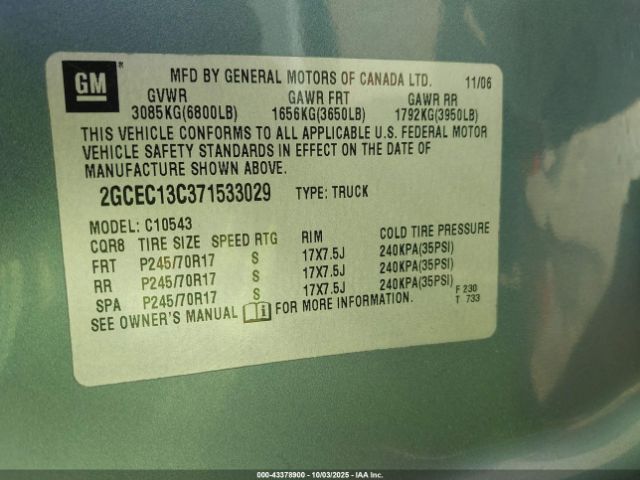 GM
MFD BY GENERAL MOTORS OF CANADA LTD. 11/06
GVWR GAWR FRT GAWR RR
3085KG(6800LB) 1656KG(3650LB) 1792KG(3950LB)
THIS VEHICLE CONFORMS TO ALL APPLICABLE U.S. FEDERAL MOTOR
VEHICLE SAFETY STANDARDS IN EFFECT ON THE DATE OF
MANUFACTURE SHOWN ABOVE.
2GCEC13C371533029 TYPE: TRUCK
MODEL: C10543
CQR8 TIRE SIZE SPEED RTG RIM COLD TIRE PRESSURE
FRT P245/70R17 S 17X7.5J 240KPA(35PSI)
RR P245/70R17 S 17X7.5J 240KPA(35PSI)
SPA P245/70R17 S 17X7.5J 240KPA(35PSI)
SEE OWNER'S MANUAL FOR MORE INFORMATION.
F 230
T 733
000-43378900 - 10/03/2025 - IAA Inc.